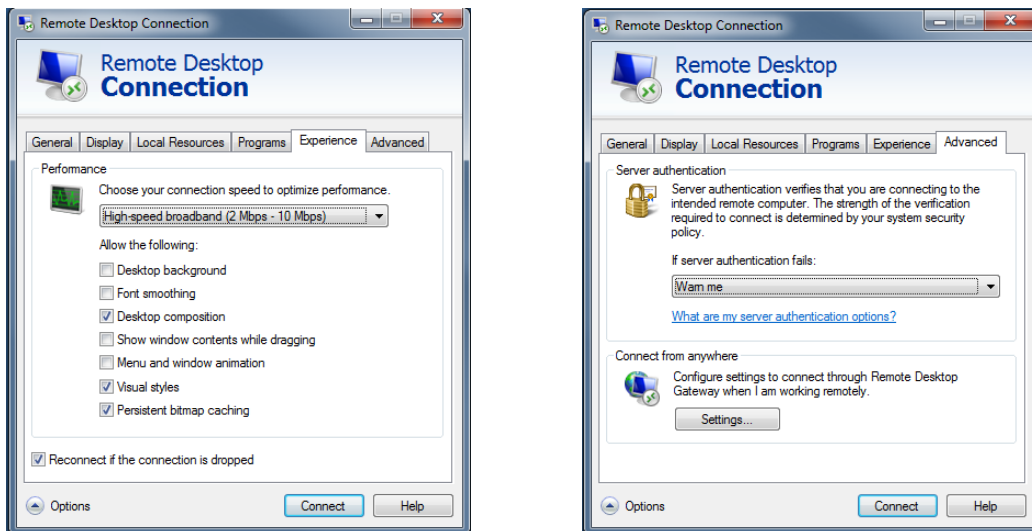 Remote Desktop Connection
Remote Desktop
Connection
General Display Local Resources Programs Experience Advanced
Performance
Choose your connection speed to optimize performance.
High-speed broadband (2 Mbps - 10 Mbps)
Allow the following:
Desktop background
Font smoothing
Desktop composition
Show window contents while dragging
Menu and window animation
Visual styles
Persistent bitmap caching
Reconnect if the connection is dropped
Options Connect Help
Remote Desktop Connection
Remote Desktop
Connection
General Display Local Resources Programs Experience Advanced
Server authentication
Server authentication verifies that you are connecting to the
intended remote computer. The strength of the verification
required to connect is determined by your system security
policy.
If server authentication fails:
Warn me
What are my server authentication options?
Connect from anywhere
Configure settings to connect through Remote Desktop
Gateway when I am working remotely.
Settings...
Options Connect Help